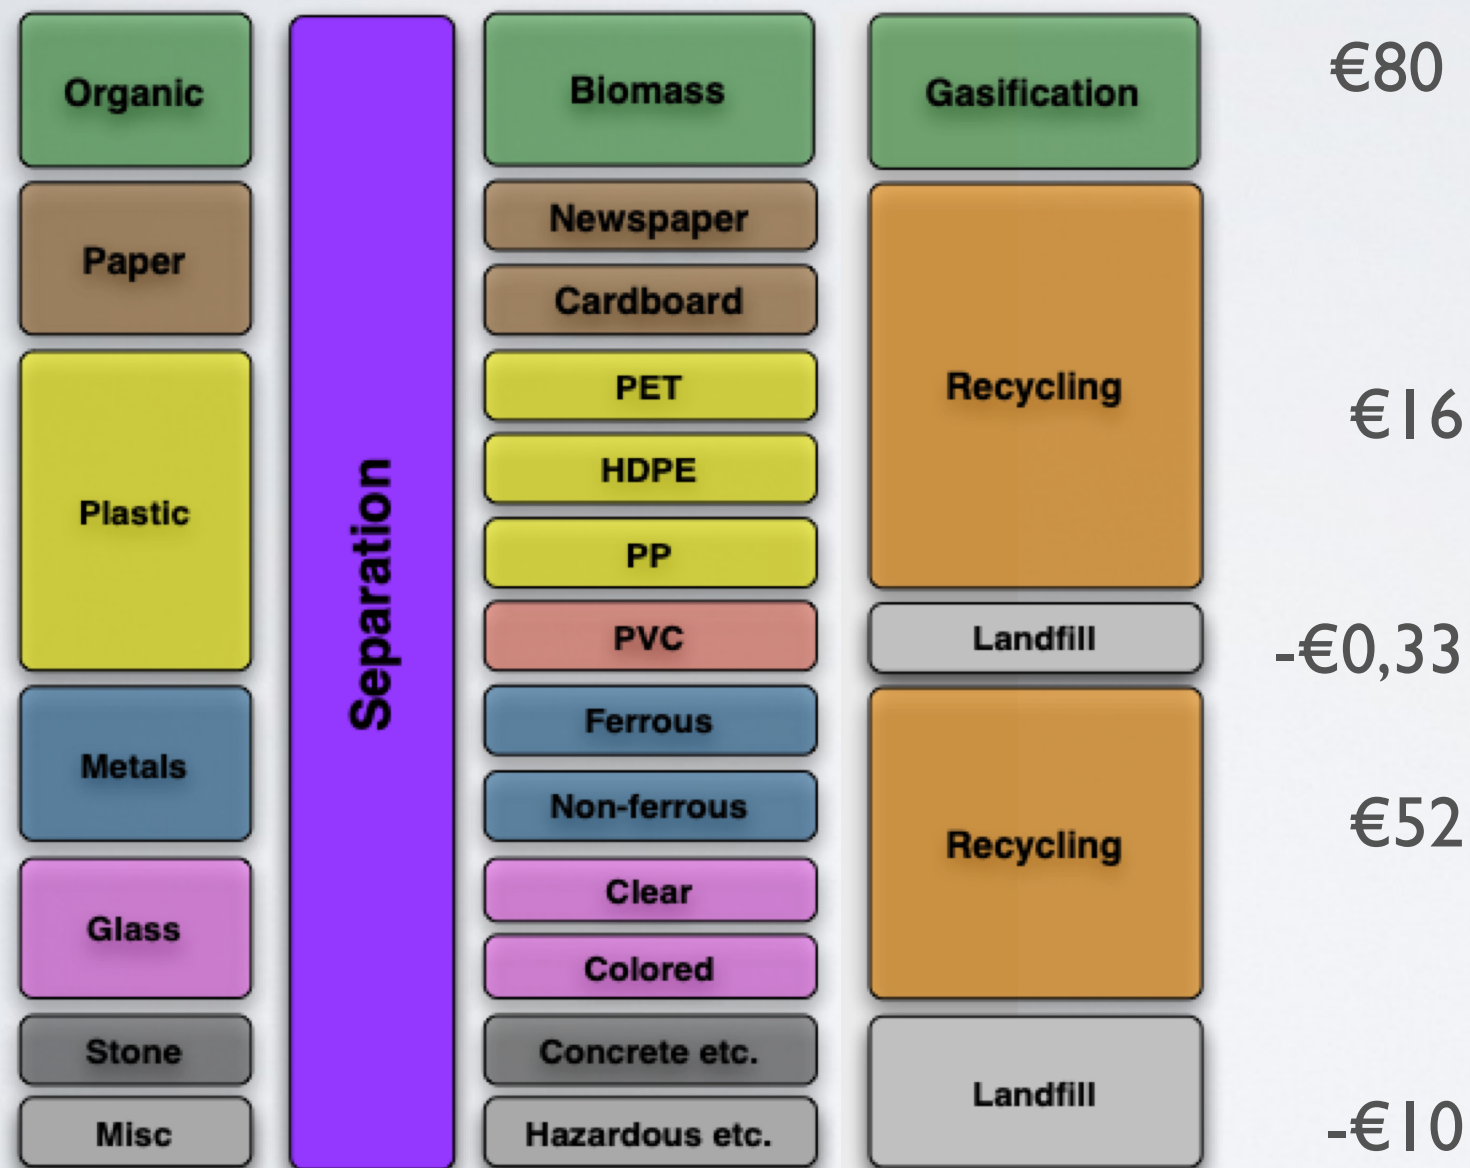 Organic
Biomass
Gasification
€80
Newspaper
Paper
Cardboard
PET
Recycling
€16
HDPE
Plastic
PP
Separation
PVC
Landfill
-€0,33
Ferrous
Metals
Non-ferrous
€52
Recycling
Clear
Glass
Colored
Stone
Concrete etc.
Landfill
Misc
Hazardous etc.
-€10